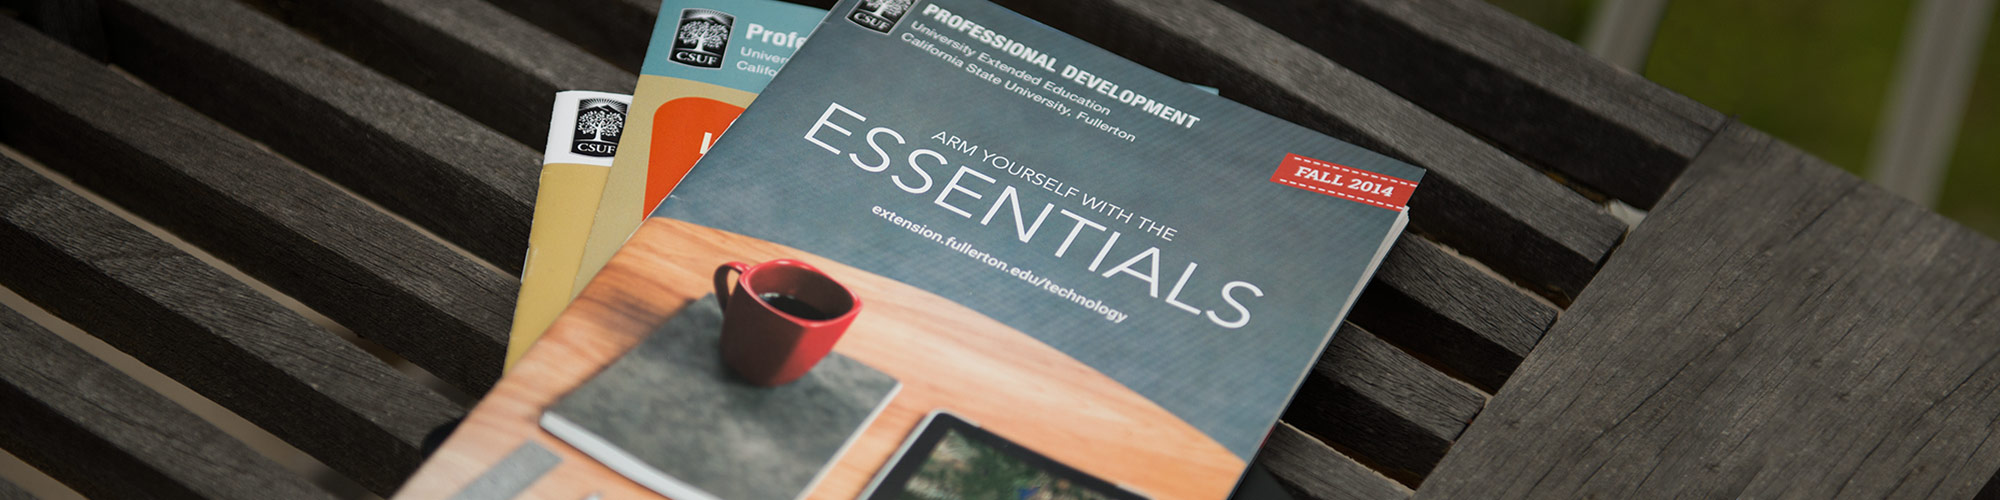 CSUF
PROFESSIONAL DEVELOPMENT
University Extended Education
California State University, Fullerton
ARM YOURSELF WITH THE
ESSENTIALS
extension.fullerton.edu/technology
FALL 2014
CSUF
CSUF